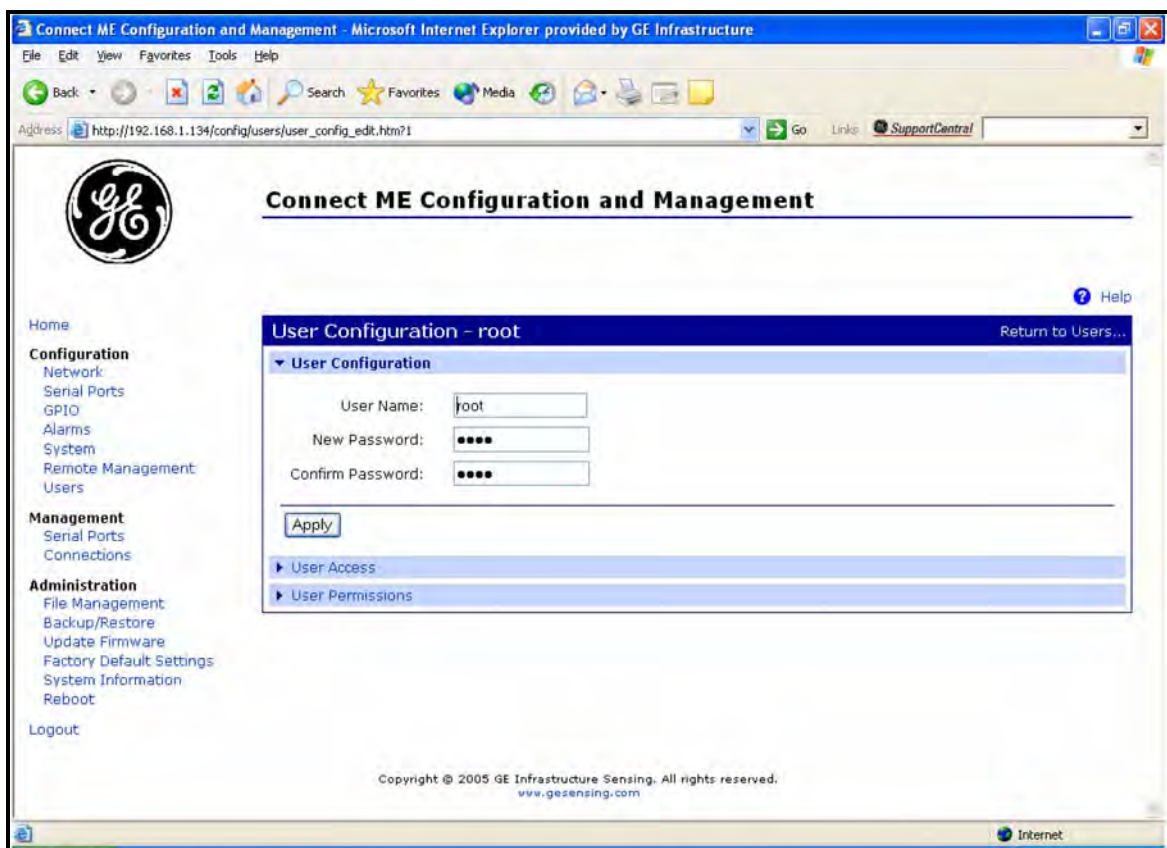 Connect ME Configuration and Management - Microsoft Internet Explorer provided by GE Infrastructure
File Edit View Favorites Tools Help
Back Search Favorites Media
Address http://192.168.1.134/config/users/user_config_edit.htm?1 Go Links SupportCentral
GE
Connect ME Configuration and Management
? Help
Home
Configuration
Network
Serial Ports
GPIO
Alarms
System
Remote Management
Users
Management
Serial Ports
Connections
Administration
File Management
Backup/Restore
Update Firmware
Factory Default Settings
System Information
Reboot
Logout
User Configuration - root Return to Users...
User Configuration
User Name: root
New Password: ●●●●
Confirm Password: ●●●●
Apply
User Access
User Permissions
Copyright © 2005 GE Infrastructure Sensing. All rights reserved.
www.gesensing.com
Internet